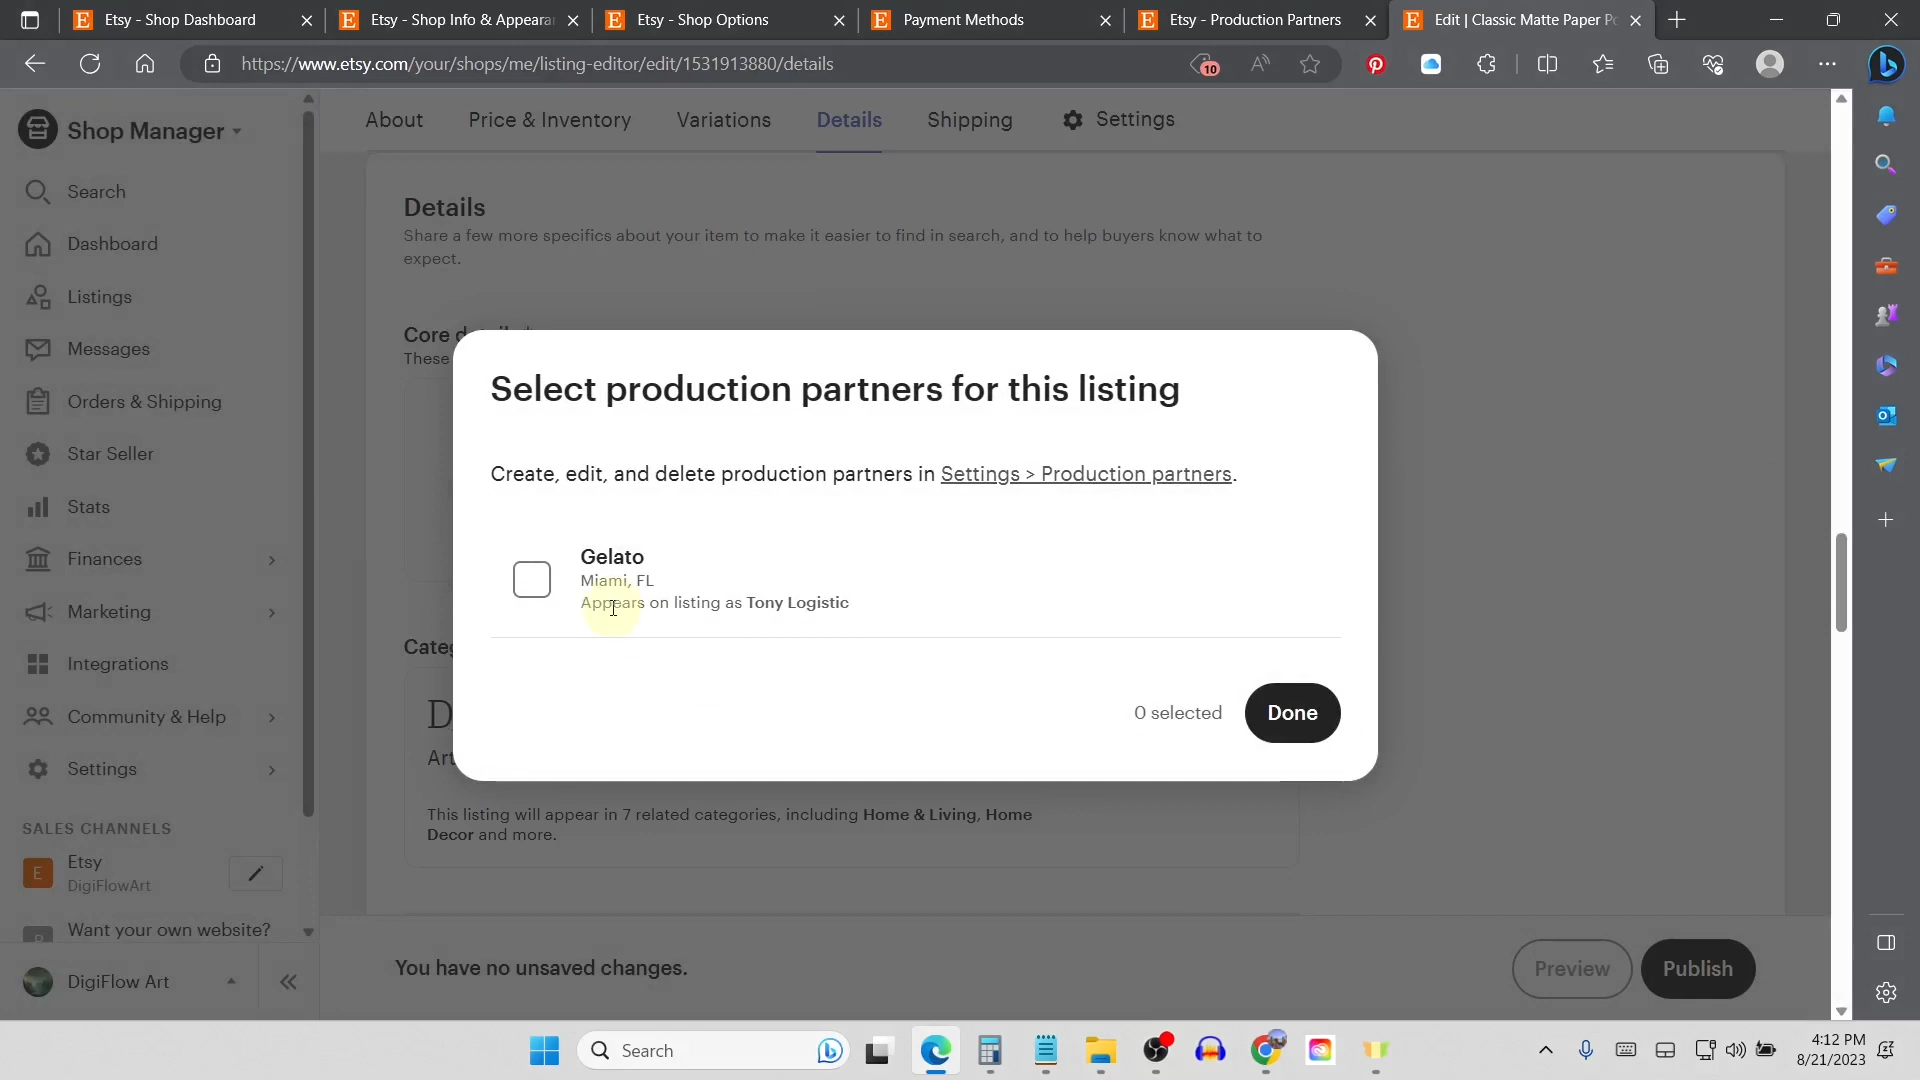 Etsy - Shop Dashboard
Etsy - Shop Info & Appearan
Etsy - Shop Options
Payment Methods
Etsy - Production Partners
Edit | Classic Matte Paper Po
https://www.etsy.com/your/shops/me/listing-editor/edit/1531913880/details
10
Shop Manager
Search
Dashboard
Listings
Messages
Orders & Shipping
Star Seller
Stats
Finances
Marketing
Integrations
Community & Help
Settings
SALES CHANNELS
E
Etsy
DigiFlowArt
Want your own website?
DigiFlow Art
About
Price & Inventory
Variations
Details
Shipping
Settings
Details
Share a few more specifics about your item to make it easier to find in search, and to help buyers know what to
expect.
These
Select production partners for this listing
Create, edit, and delete production partners in Settings > Production partners.
Gelato
Miami, FL
Appears on listing as Tony Logistic
0 selected
Done
This listing will appear in 7 related categories, including Home & Living, Home
Decor and more.
You have no unsaved changes.
Preview
Publish
Search
4:12 PM
8/21/2023